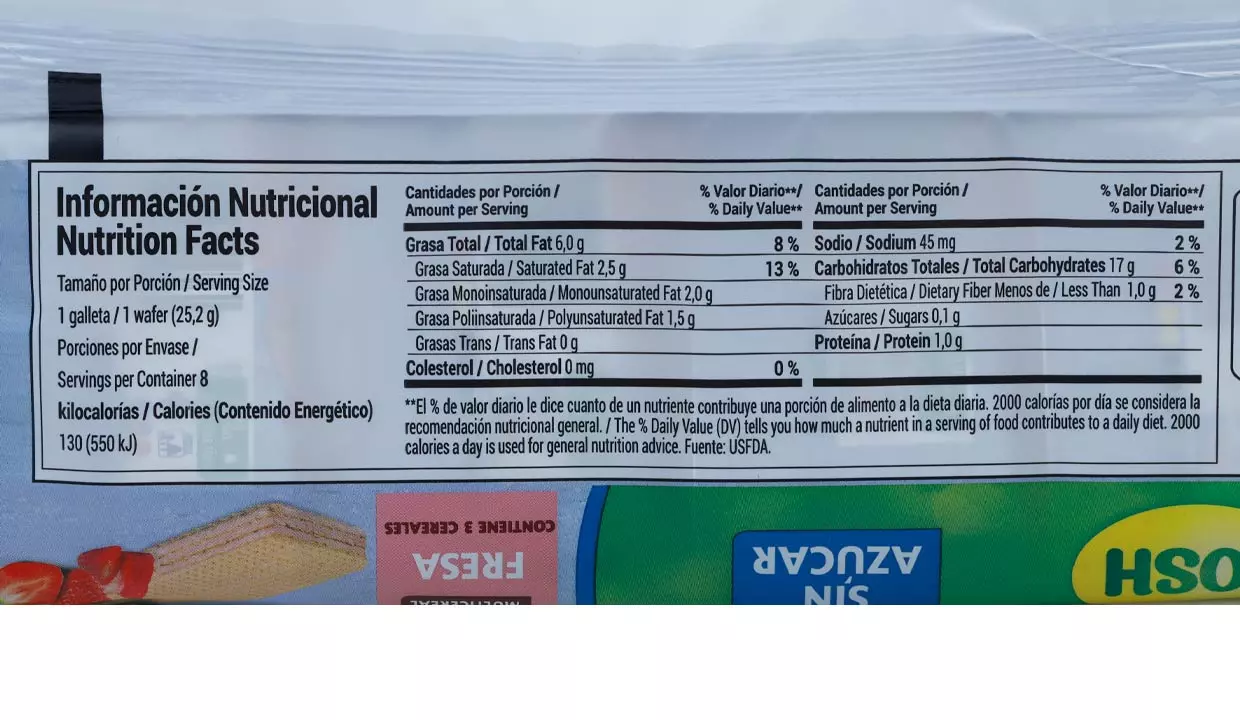 Información Nutricional
Nutrition Facts
Tamaño por Porción / Serving Size
1 galleta / 1 wafer (25,2 g)
Porciones por Envase /
Servings per Container 8
kilocalorías / Calories (Contenido Energético)
130 (550 kJ)
Cantidades por Porción / % Valor Diario**/
Amount per Serving % Daily Value**
Grasa Total / Total Fat 6,0 g 8 %
Grasa Saturada / Saturated Fat 2,5 g 13 %
Grasa Monoinsaturada / Monounsaturated Fat 2,0 g
Grasa Poliinsaturada / Polyunsaturated Fat 1,5 g
Grasas Trans / Trans Fat 0 g
Colesterol / Cholesterol 0 mg 0 %
Cantidades por Porción / % Valor Diario**/
Amount per Serving % Daily Value**
Sodio / Sodium 45 mg 2 %
Carbohidratos Totales / Total Carbohydrates 17 g 6 %
Fibra Dietética / Dietary Fiber Menos de / Less Than 1,0 g 2 %
Azúcares / Sugars 0,1 g
Proteína / Protein 1,0 g
**El % de valor diario le dice cuanto de un nutriente contribuye una porción de alimento a la dieta diaria. 2000 calorías por día se considera la
recomendación nutricional general. / The % Daily Value (DV) tells you how much a nutrient in a serving of food contributes to a daily diet. 2000
calories a day is used for general nutrition advice. Fuente: USFDA.
MULTICEREAL
FRESA
CONTIENE 3 CEREALES
SIN
AZÚCAR
HSO